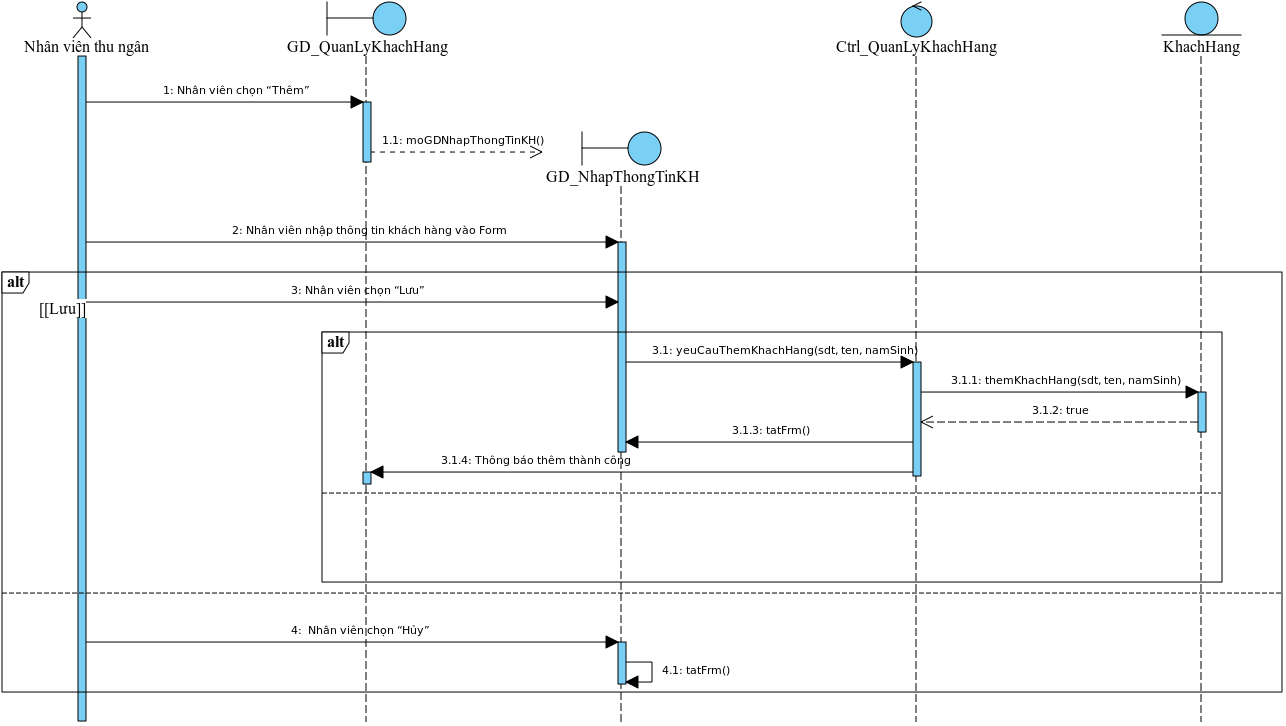 Nhân viên thu ngân
GD_QuanLyKhachHang
Ctrl_QuanLyKhachHang
KhachHang
1: Nhân viên chọn “Thêm”
1.1: moGDNhapThongTinKH()
GD_NhapThongTinKH
2: Nhân viên nhập thông tin khách hàng vào Form
alt
3: Nhân viên chọn “Lưu”
[[Lưu]]
alt
3.1: yeuCauThemKhachHang(sdt, ten, namSinh)
3.1.1: themKhachHang(sdt, ten, namSinh)
3.1.2: true
3.1.3: tatFrm()
3.1.4: Thông báo thêm thành công
4:  Nhân viên chọn “Hủy”
4.1: tatFrm()